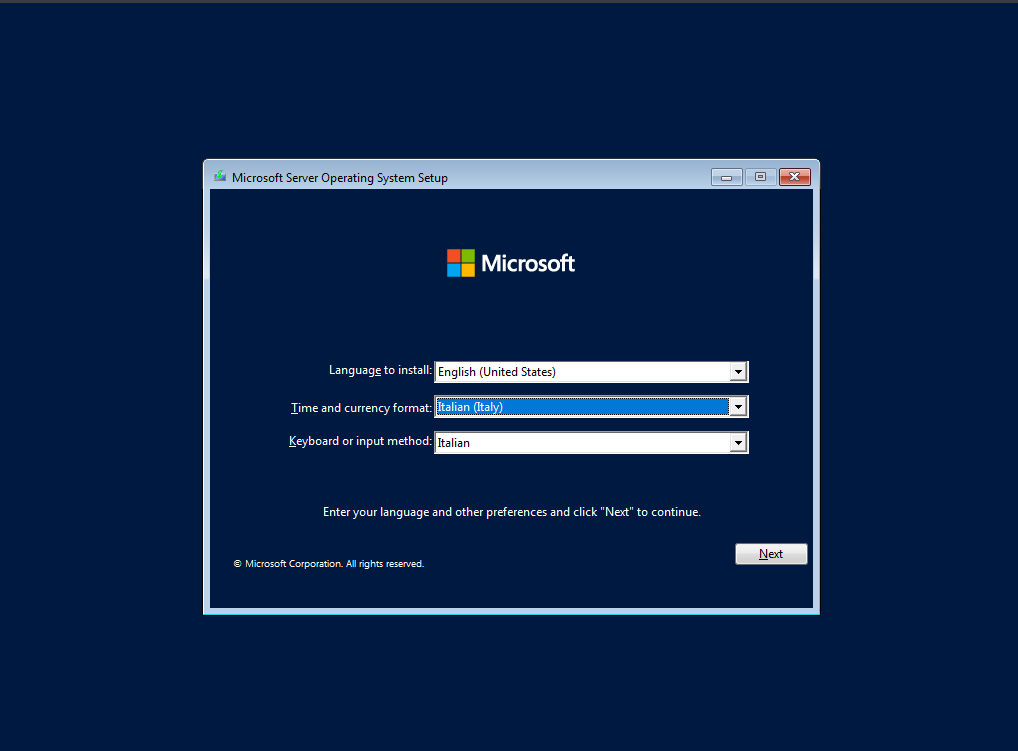 Microsoft Server Operating System Setup
Microsoft
Language to install: English (United States)
Time and currency format: Italian (Italy)
Keyboard or input method: Italian
Enter your language and other preferences and click "Next" to continue.
Next
© Microsoft Corporation. All rights reserved.